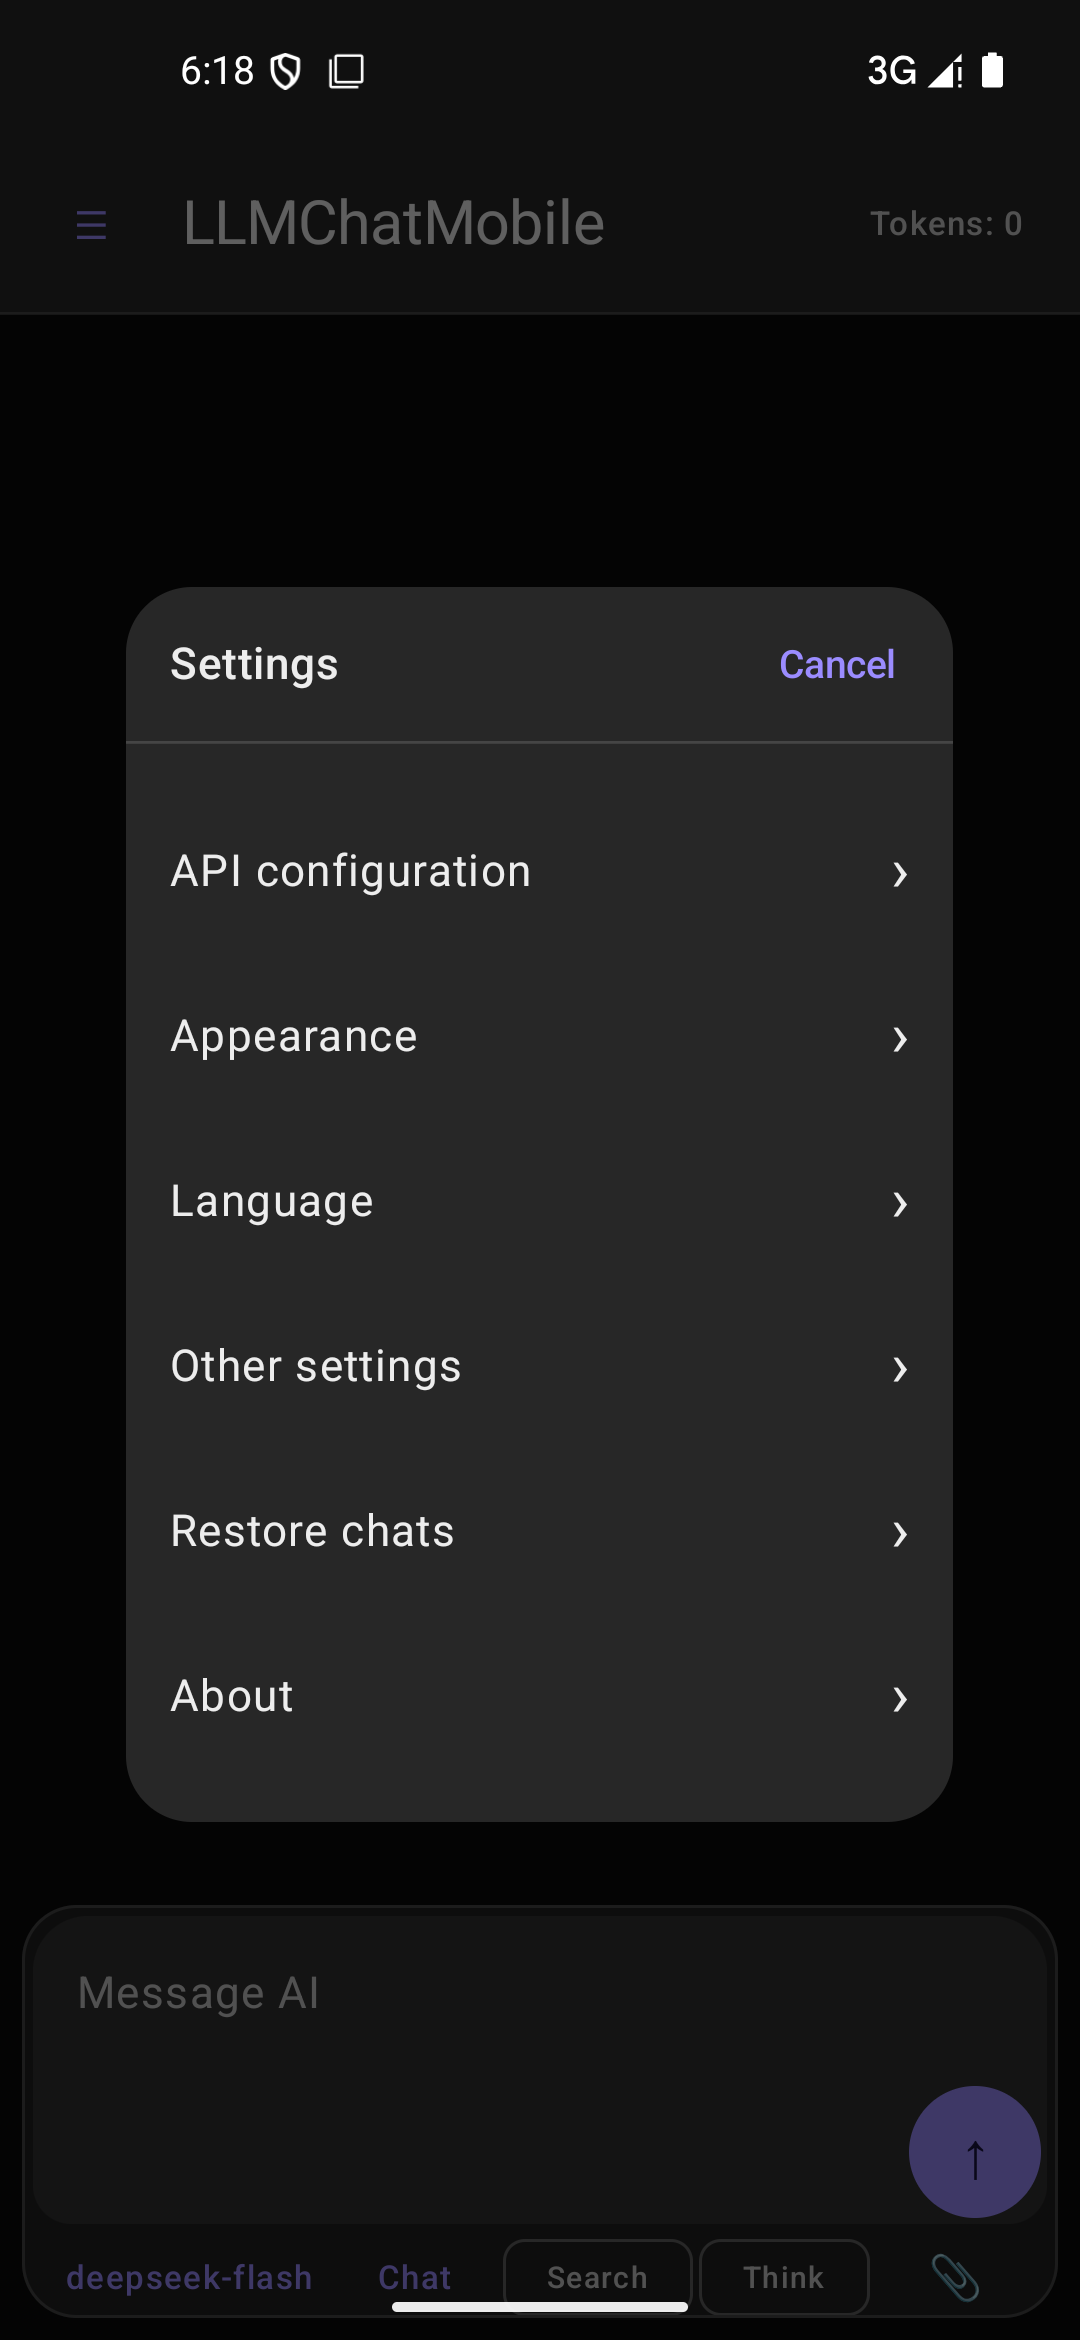 6:18 3G
☰ LLMChatMobile Tokens: 0
Settings Cancel
API configuration ›
Appearance ›
Language ›
Other settings ›
Restore chats ›
About ›
Message AI
↑
deepseek-flash Chat Search Think